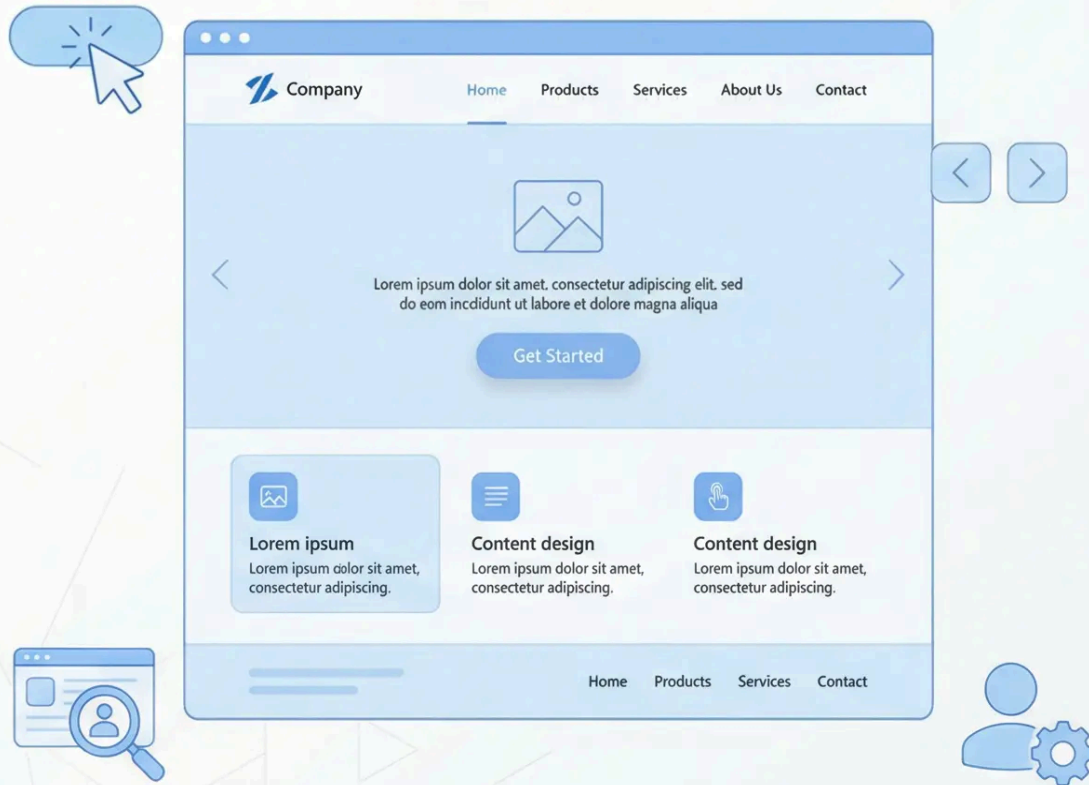 Company
Home Products Services About Us Contact
Lorem ipsum dolor sit amet, consectetur adipiscing elit, sed
do eom incdidunt ut labore et dolore magna aliqua
Get Started
Lorem ipsum
Lorem ipsum dolor sit amet,
consectetur adipiscing.
Content design
Lorem ipsum dolor sit amet,
consectetur adipiscing.
Content design
Lorem ipsum dolor sit amet,
consectetur adipiscing.
Home Products Services Contact